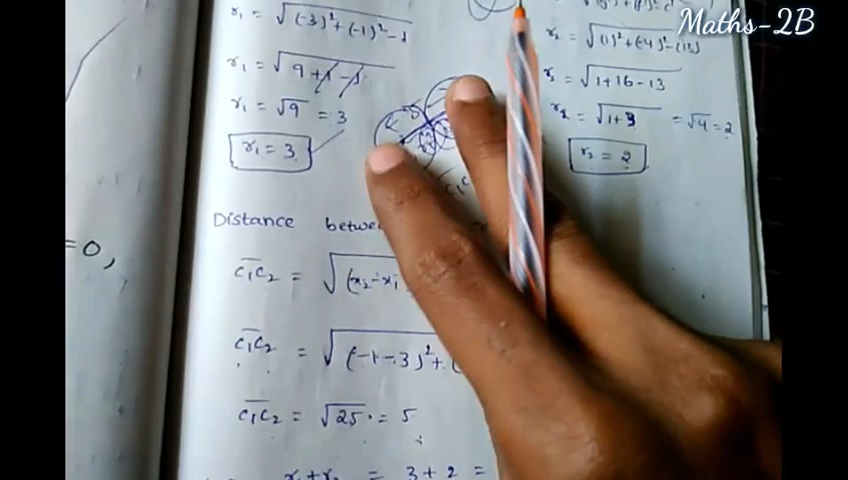 Maths-2B
r₁ = √(-3)²+(-1)²-1
r₂ = √(1)²+(-4)²-(13)
r₁ = √9+1-1
r₂ = √1+16-13
r₁ = √9 = 3
r₂ = √1+3 = √4 = 2
r₁ = 3
r₂ = 2
Distance
= 0,
C₁C₂ = √(x₂-x₁
C₁C₂ = √(-1-3)²+(
C₁C₂ = √25 = 5
r₁+r₂ = 3+2 =